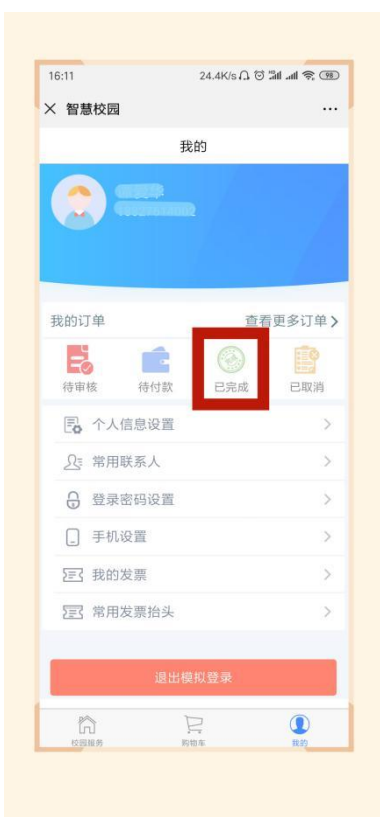 16:11 24.4K/s 98
智慧校园
我的
我的订单 查看更多订单
待审核 待付款 已完成 已取消
个人信息设置
常用联系人
登录密码设置
手机设置
我的发票
常用发票抬头
退出模拟登录
校园服务 购物车 我的